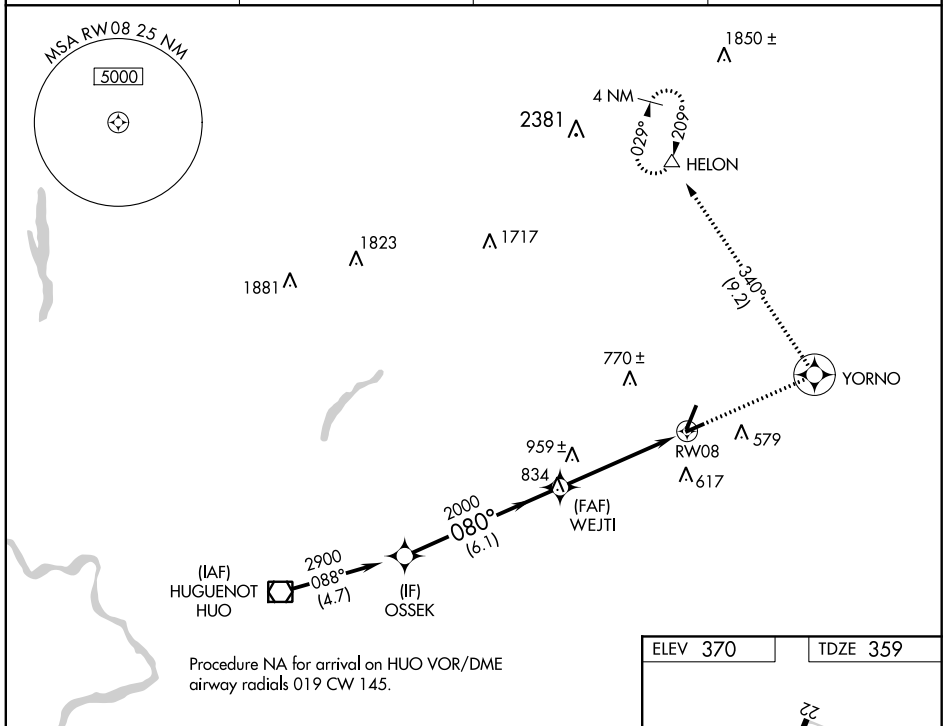 MSA RW08 25 NM
5000
1850 ±
4 NM
2381
029°
209°
HELON
1823
1717
1881
340°
(9.2)
770 ±
YORNO
959 ±
579
RW08
834
617
(FAF)
WEJTI
2000
080°
(6.1)
2900
088°
(4.7)
(IAF)
HUGUENOT
HUO
(IF)
OSSEK
Procedure NA for arrival on HUO VOR/DME
airway radials 019 CW 145.
ELEV 370
TDZE 359
22